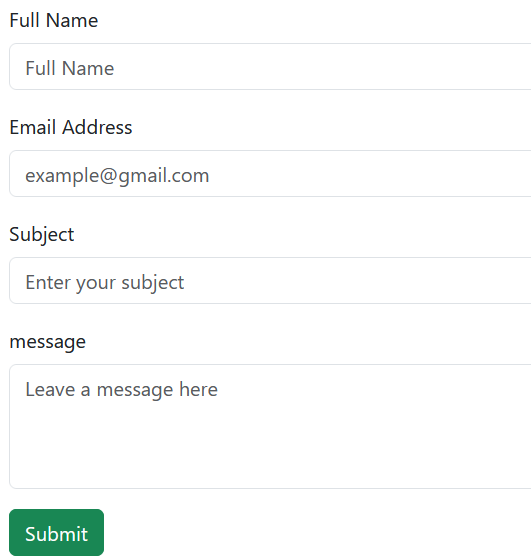 Full Name
Full Name
Email Address
example@gmail.com
Subject
Enter your subject
message
Leave a message here
Submit